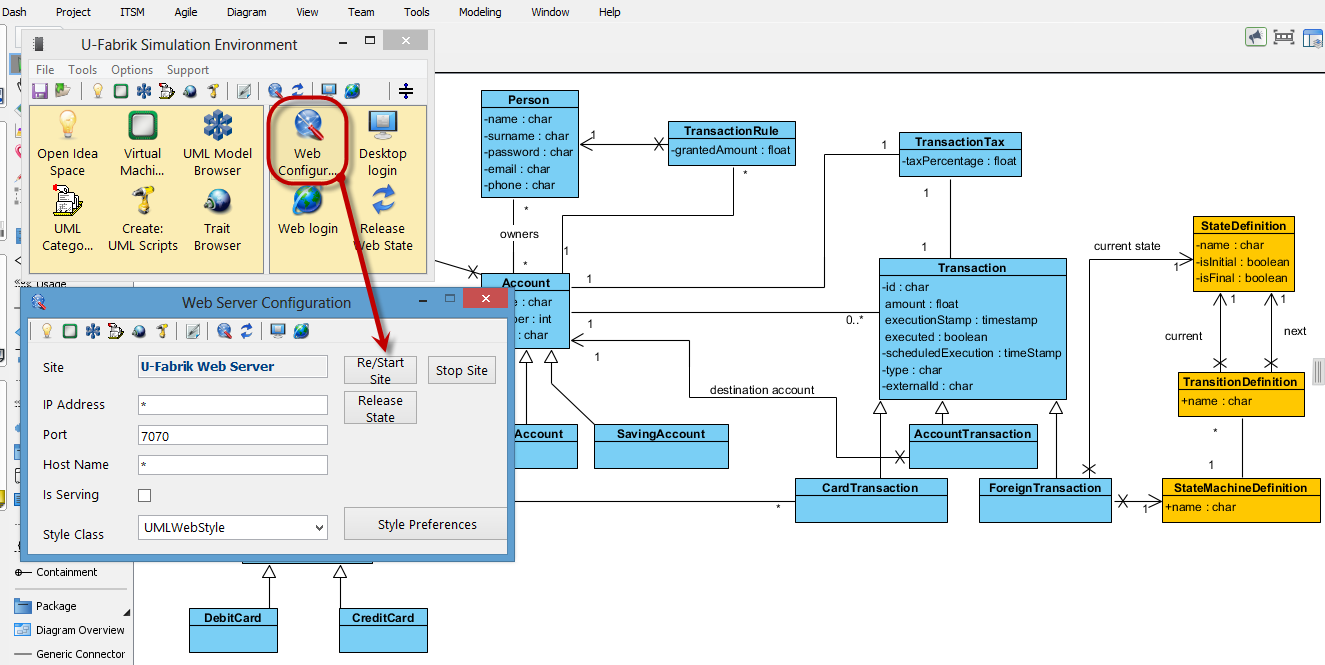 Dash Project ITSM Agile Diagram View Team Tools Modeling Window Help
U-Fabrik Simulation Environment
File Tools Options Support
Open Idea
Space
Virtual
Machi...
UML Model
Browser
Web
Configur...
Desktop
login
UML
Catego...
Create:
UML Scripts
Trait
Browser
Web login
Release
Web State
Usage
Web Server Configuration
Site
U-Fabrik Web Server
Re/Start
Site
Stop Site
IP Address
*
Release
State
Port
7070
Host Name
*
Is Serving
Style Class
UMLWebStyle
Style Preferences
Containment
Package
Diagram Overview
Generic Connector
Person
-name : char
-surname : char
-password : char
-email : char
-phone : char
1
TransactionRule
-grantedAmount : float
*
*
owners
*
1
TransactionTax
-taxPercentage : float
1
1
1
Account
: char
: int
: char
1
1
1
0..*
Transaction
-id : char
amount : float
executionStamp : timestamp
executed : boolean
-scheduledExecution : timeStamp
-type : char
-externalId : char
destination account
Account
SavingAccount
AccountTransaction
CardTransaction
*
ForeignTransaction
current state
1
StateDefinition
-name : char
-isInitial : boolean
-isFinal : boolean
1
1
current
next
TransitionDefinition
+name : char
*
1
1
StateMachineDefinition
+name : char
DebitCard
CreditCard